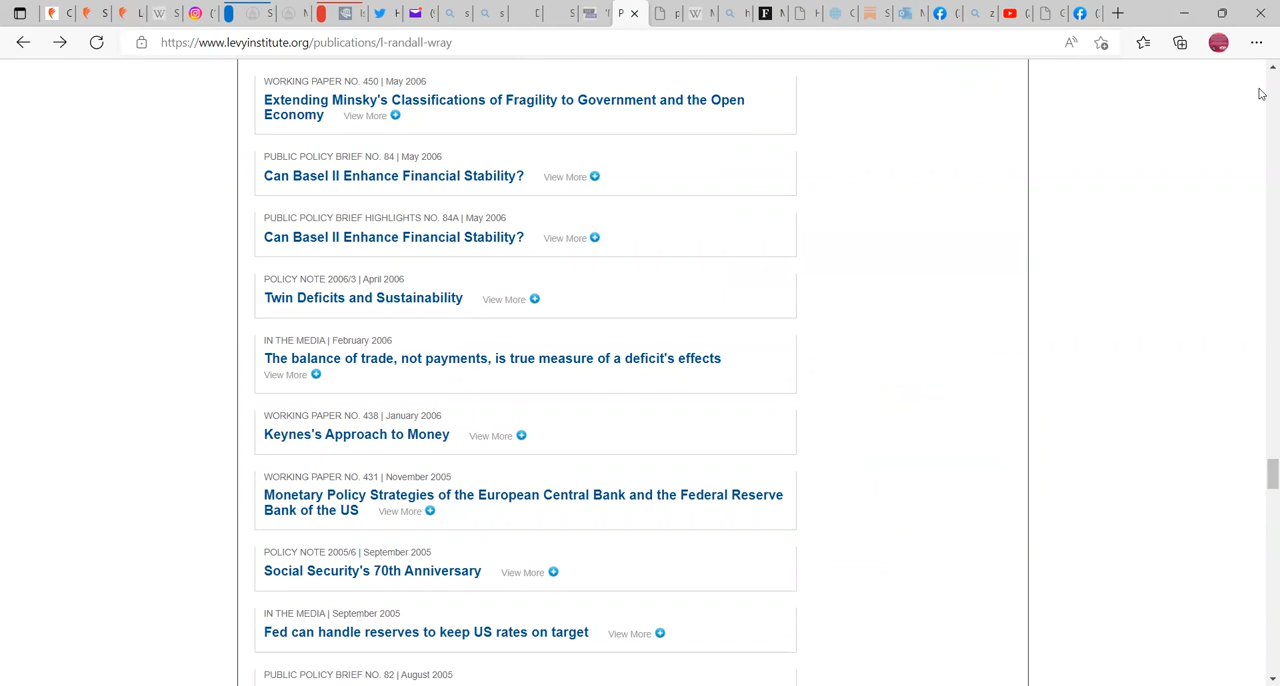 https://www.levyinstitute.org/publications/l-randall-wray
WORKING PAPER NO. 450 | May 2006
Extending Minsky's Classifications of Fragility to Government and the Open
Economy View More
PUBLIC POLICY BRIEF NO. 84 | May 2006
Can Basel II Enhance Financial Stability? View More
PUBLIC POLICY BRIEF HIGHLIGHTS NO. 84A | May 2006
Can Basel II Enhance Financial Stability? View More
POLICY NOTE 2006/3 | April 2006
Twin Deficits and Sustainability View More
IN THE MEDIA | February 2006
The balance of trade, not payments, is true measure of a deficit's effects
View More
WORKING PAPER NO. 438 | January 2006
Keynes's Approach to Money View More
WORKING PAPER NO. 431 | November 2005
Monetary Policy Strategies of the European Central Bank and the Federal Reserve
Bank of the US View More
POLICY NOTE 2005/6 | September 2005
Social Security's 70th Anniversary View More
IN THE MEDIA | September 2005
Fed can handle reserves to keep US rates on target View More
PUBLIC POLICY BRIEF NO. 82 | August 2005